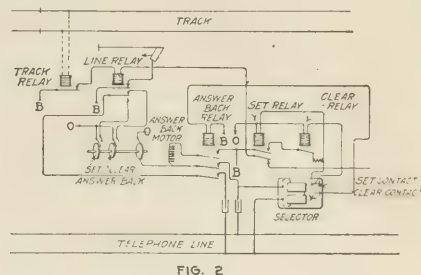 TRACK
LINE RELAY
TRACK
RELAY
B
B
ANSWER
BACK
RELAY
SET RELAY
CLEAR
RELAY
ANSWER
BACK
MOTOR
B
B
SET
CLEAR
ANSWER BACK
SET CONTACT
CLEAR CONTACT
SELECTOR
TELEPHONE LINE
FIG. 2